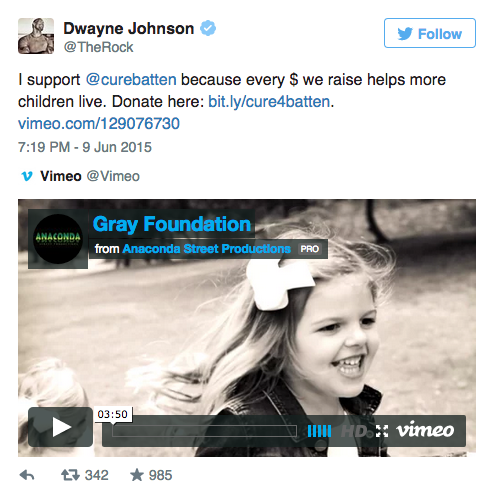 Dwayne Johnson
@TheRock
Follow
I support @curebatten because every $ we raise helps more
children live. Donate here: bit.ly/cure4batten.
vimeo.com/129076730
7:19 PM - 9 Jun 2015
Vimeo @Vimeo
ANACONDA
Gray Foundation
from Anaconda Street Productions PRO
03:50
HD
vimeo
342 985